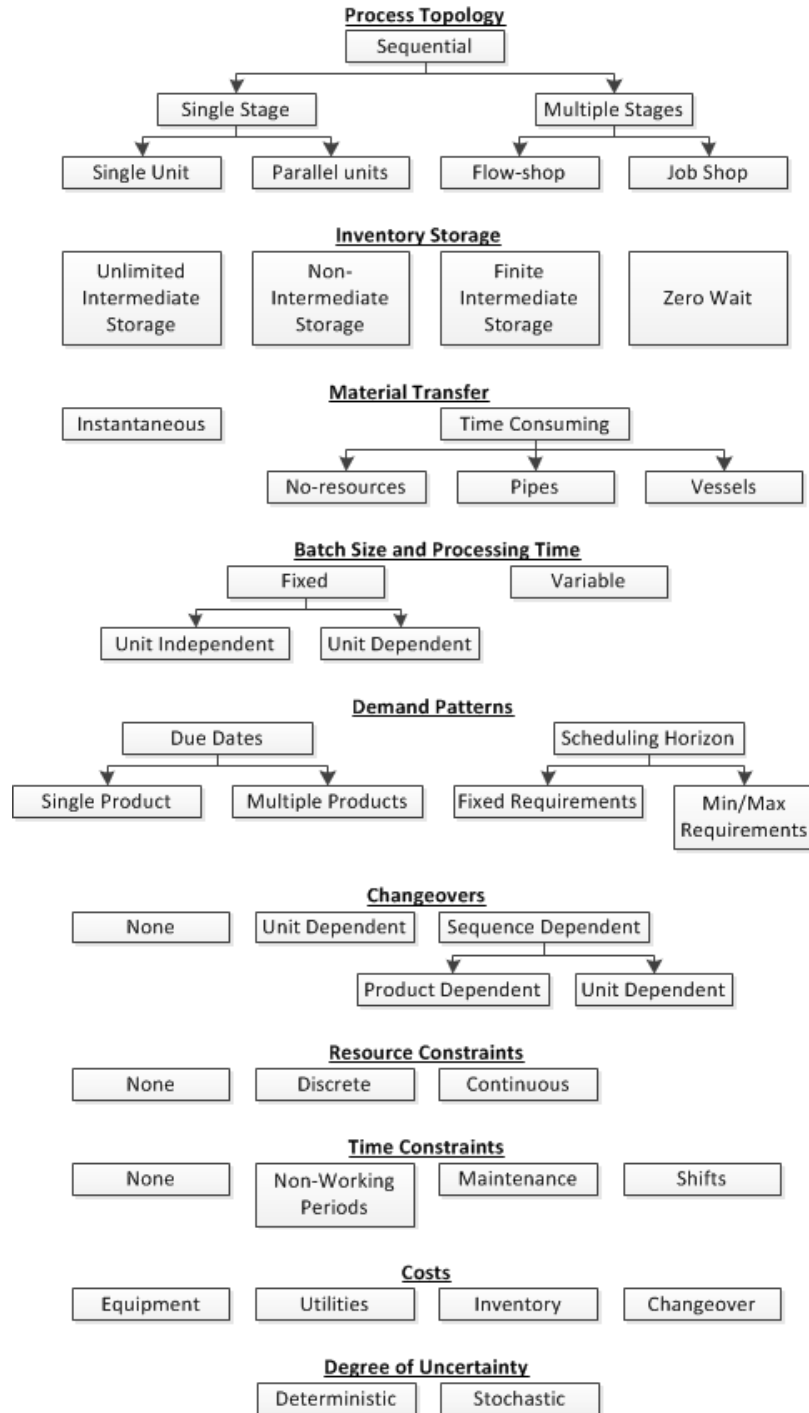 Process Topology
Sequential
Single Stage
Multiple Stages
Single Unit
Parallel units
Flow-shop
Job Shop
Inventory Storage
Unlimited
Intermediate
Storage
Non-
Intermediate
Storage
Finite
Intermediate
Storage
Zero Wait
Material Transfer
Instantaneous
Time Consuming
No-resources
Pipes
Vessels
Batch Size and Processing Time
Fixed
Variable
Unit Independent
Unit Dependent
Demand Patterns
Due Dates
Scheduling Horizon
Single Product
Multiple Products
Fixed Requirements
Min/Max
Requirements
Changeovers
None
Unit Dependent
Sequence Dependent
Product Dependent
Unit Dependent
Resource Constraints
None
Discrete
Continuous
Time Constraints
None
Non-Working
Periods
Maintenance
Shifts
Costs
Equipment
Utilities
Inventory
Changeover
Degree of Uncertainty
Deterministic
Stochastic